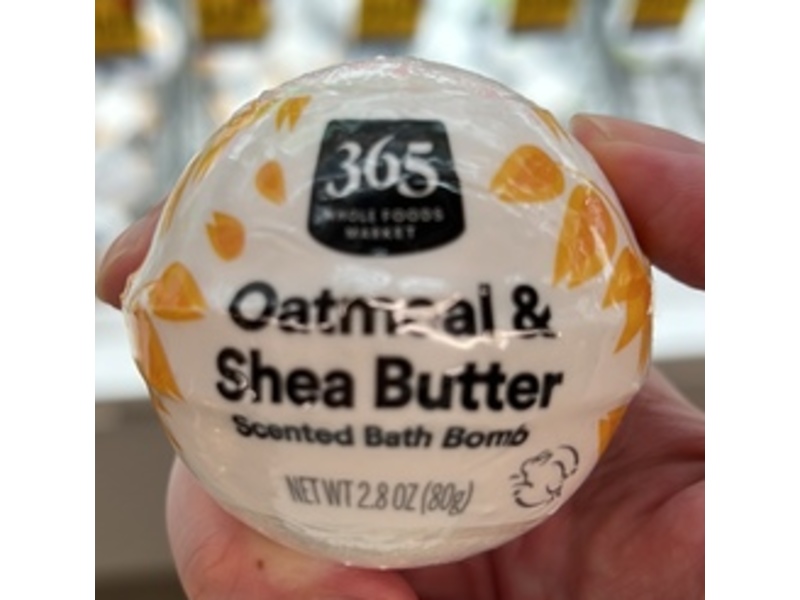 365
WHOLE FOODS
MARKET
Oatmeal &
Shea Butter
Scented Bath Bomb
NET WT 2.8 OZ (80g)